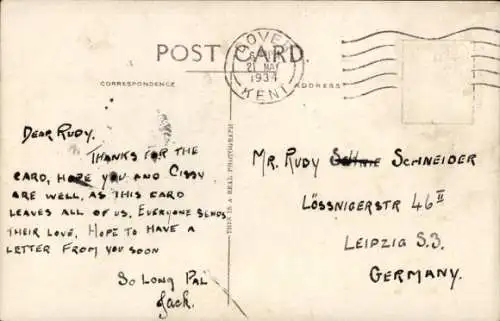 POST CARD
DOVER
21 MAY
1934
KENT
CORRESPONDENCE
ADDRESS
DEAR RUDY.
THANKS FOR THE
CARD, HOPE YOU AND CISSY
ARE WELL, AS THIS CARD
LEAVES ALL OF US. EVERYONE SENDS
THEIR LOVE. HOPE TO HAVE A
LETTER FROM YOU SOON
SO LONG PAL
Jack.
THIS IS A REAL PHOTOGRAPH
MR. RUDY SCHNEIDER
LÖSSNIGERSTR 46 II
LEIPZIG S.3.
GERMANY.